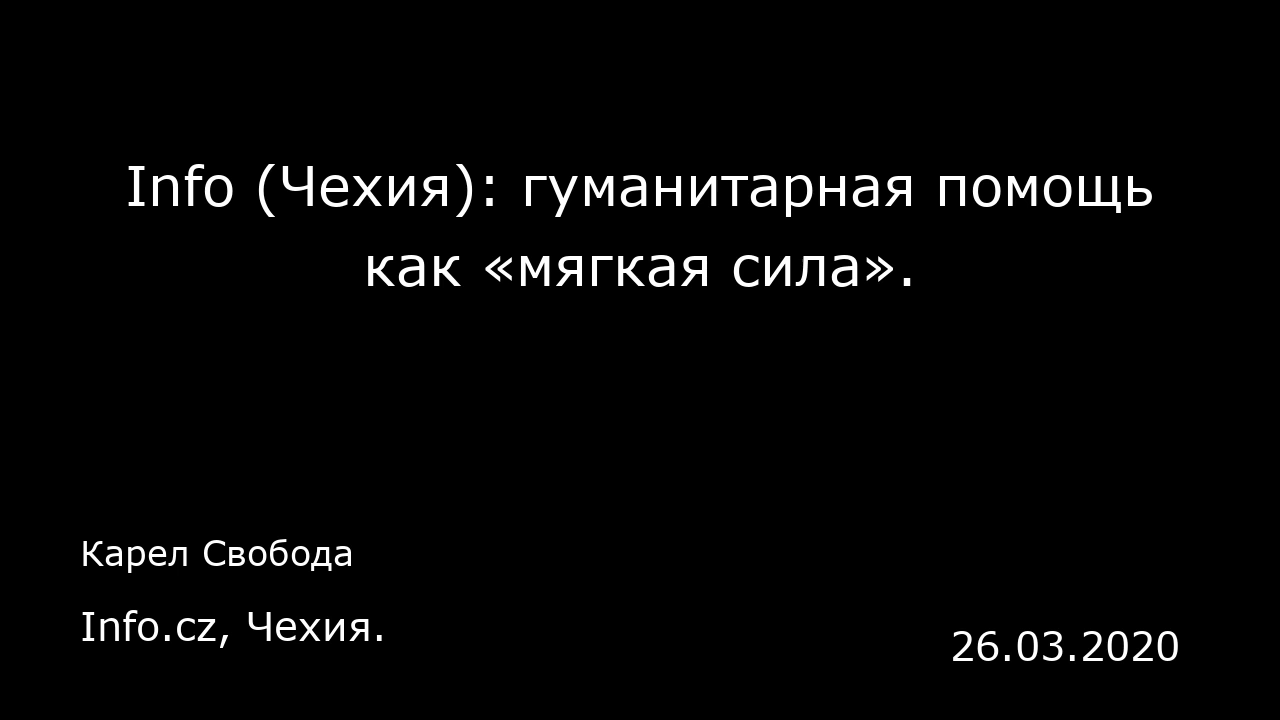 Info (Чехия): гуманитарная помощь
как «мягкая сила».
Карел Свобода
Info.cz, Чехия.
26.03.2020